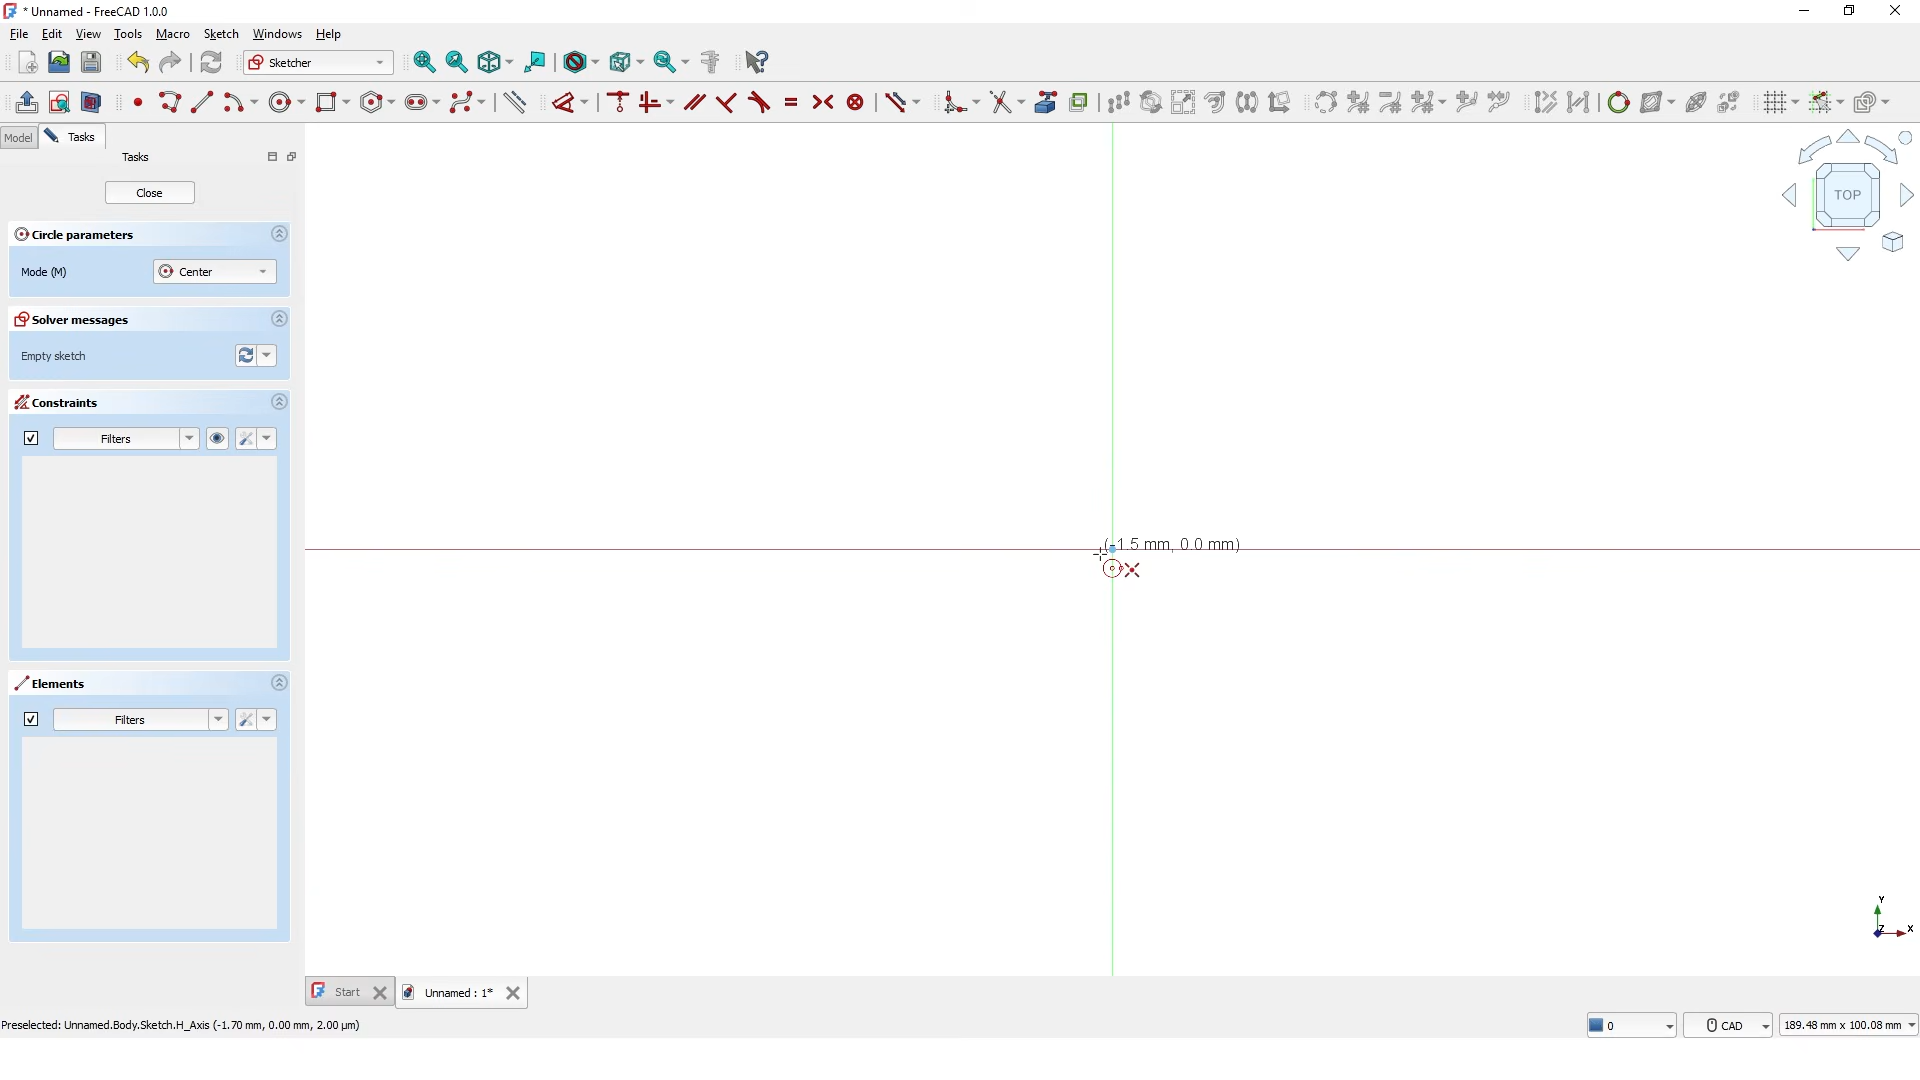 * Unnamed - FreeCAD 1.0.0
File Edit View Tools Macro Sketch Windows Help
Sketcher
Model Tasks
Tasks
Close
Circle parameters
Mode (M) Center
Solver messages
Empty sketch
Constraints
Filters
Elements
Filters
TOP
(-1.5 mm, 0.0 mm)
Y
Z X
Start Unnamed : 1*
Preselected: Unnamed.Body.Sketch.H_Axis (-1.70 mm, 0.00 mm, 2.00 µm)
0 CAD 189.48 mm x 100.08 mm